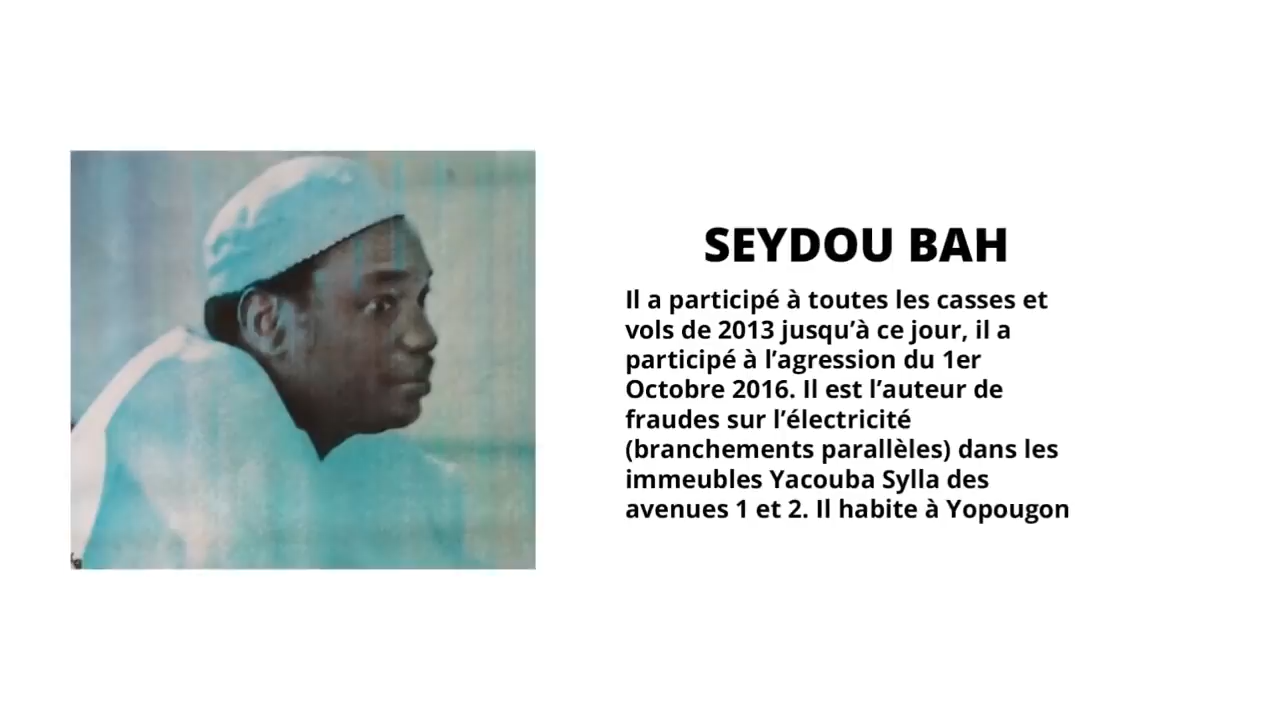 SEYDOU BAH
Il a participé à toutes les casses et
vols de 2013 jusqu’à ce jour, il a
participé à l’agression du 1er
Octobre 2016. Il est l’auteur de
fraudes sur l’électricité
(branchements parallèles) dans les
immeubles Yacouba Sylla des
avenues 1 et 2. Il habite à Yopougon